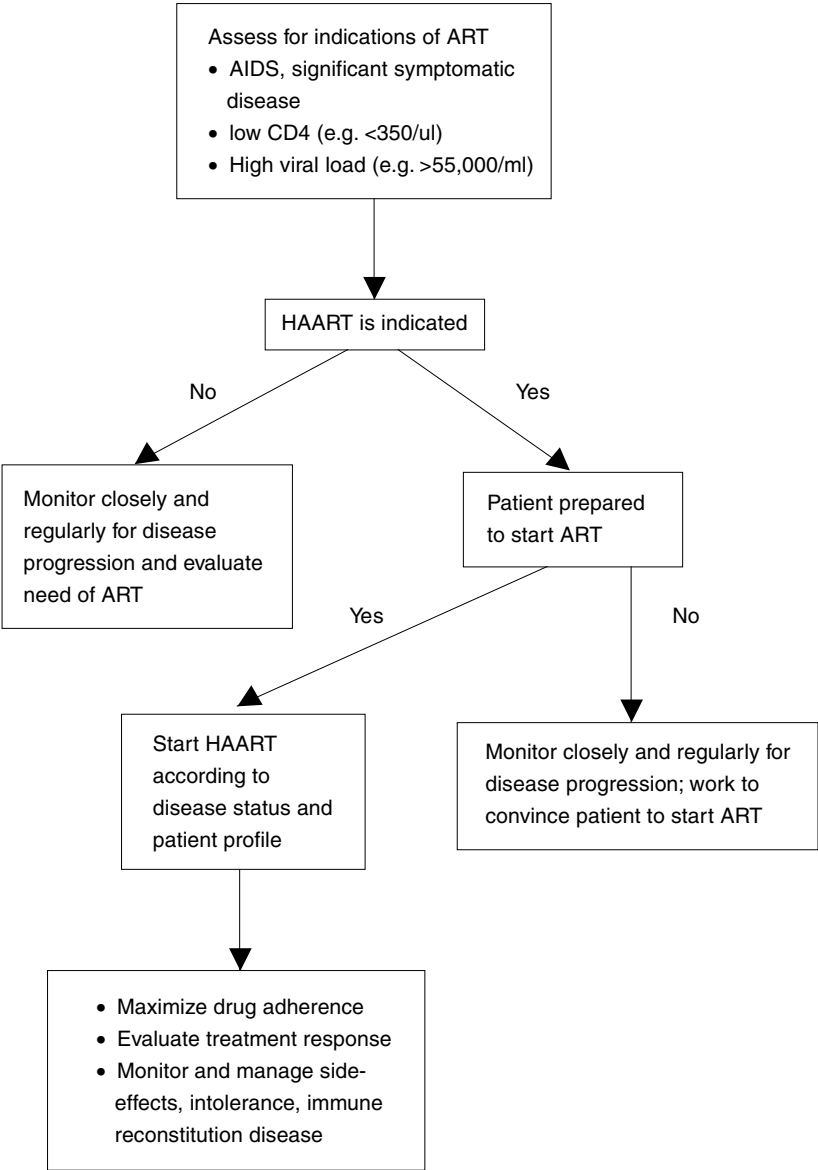 Assess for indications of ART
• AIDS, significant symptomatic
disease
• low CD4 (e.g. <350/ul)
• High viral load (e.g. >55,000/ml)
HAART is indicated
No
Yes
Monitor closely and
regularly for disease
progression and evaluate
need of ART
Patient prepared
to start ART
Yes
No
Start HAART
according to
disease status and
patient profile
Monitor closely and regularly for
disease progression; work to
convince patient to start ART
• Maximize drug adherence
• Evaluate treatment response
• Monitor and manage side-
effects, intolerance, immune
reconstitution disease